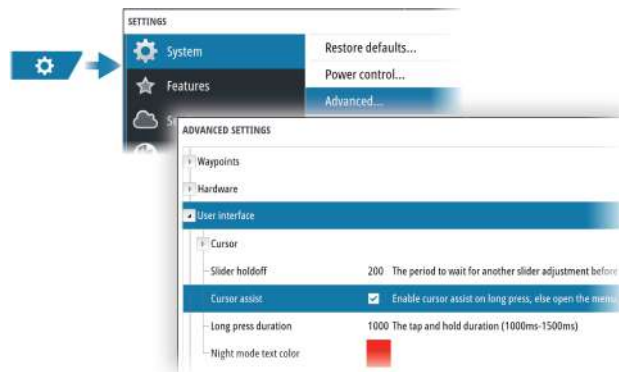 SETTINGS
System
Restore defaults...
Features
Power control...
Advanced...
ADVANCED SETTINGS
Waypoints
Hardware
User interface
Cursor
Slider holdoff 200 The period to wait for another slider adjustment before
Cursor assist Enable cursor assist on long press, else open the menu
Long press duration 1000 The tap and hold duration (1000ms-1500ms)
Night mode text color